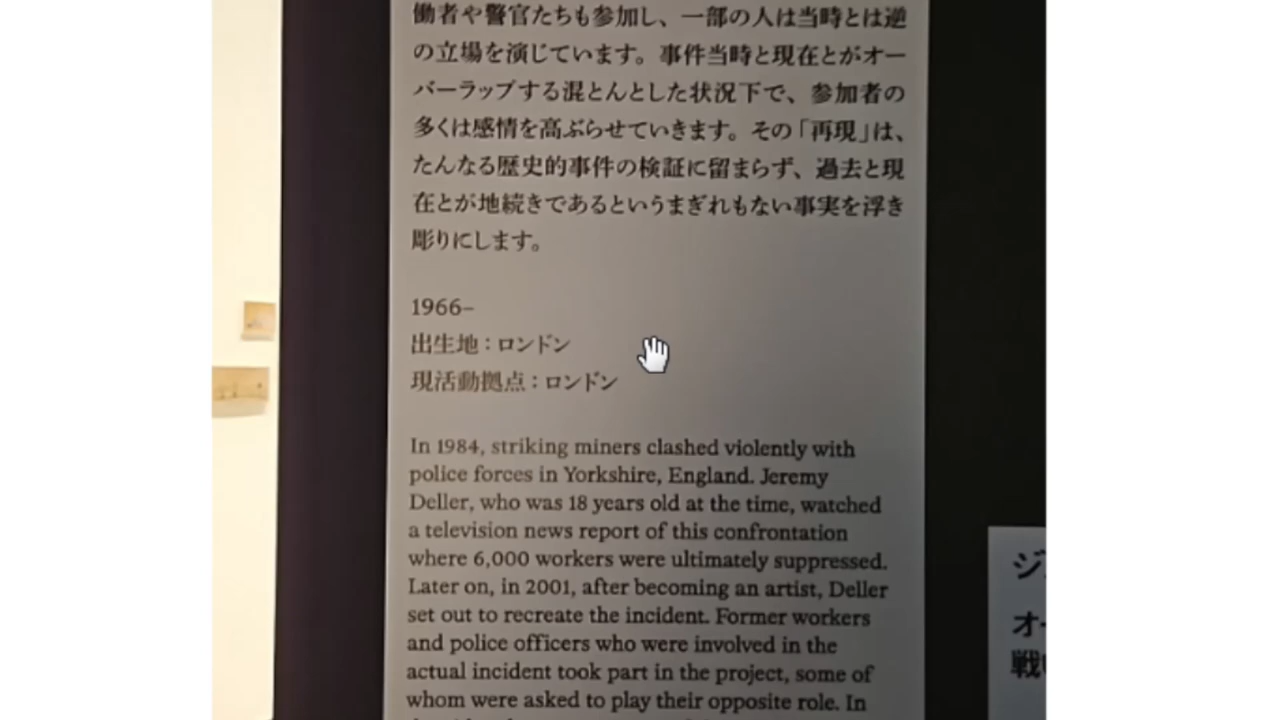 働者や警官たちも参加し、一部の人は当時とは逆
の立場を演じています。事件当時と現在とがオー
バーラップする混とんとした状況下で、参加者の
多くは感情を高ぶらせていきます。その「再現」は、
たんなる歴史的事件の検証に留まらず、過去と現
在とが地続きであるというまぎれもない事実を浮き
彫りにします。
1966–
出生地：ロンドン
現活動拠点：ロンドン
In 1984, striking miners clashed violently with
police forces in Yorkshire, England. Jeremy
Deller, who was 18 years old at the time, watched
a television news report of this confrontation
where 6,000 workers were ultimately suppressed.
Later on, in 2001, after becoming an artist, Deller
set out to recreate the incident. Former workers
and police officers who were involved in the
actual incident took part in the project, some of
whom were asked to play their opposite role. In
ジ
オー
戦